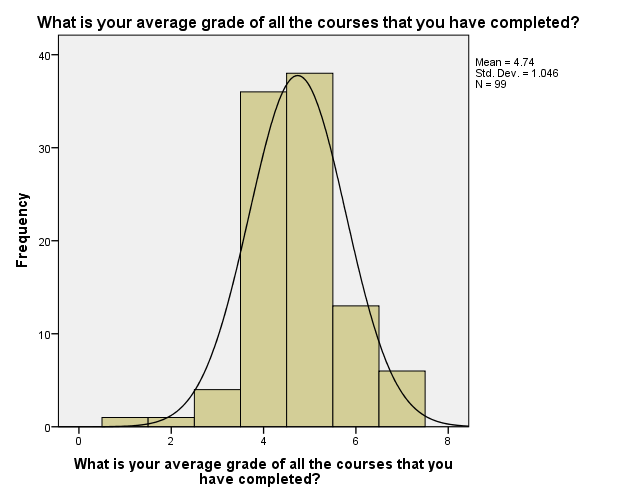 What is your average grade of all the courses that you have completed?
Mean = 4.74
Std. Dev. = 1.046
N = 99
Frequency
40
30
20
10
0
0 2 4 6 8
What is your average grade of all the courses that you
have completed?